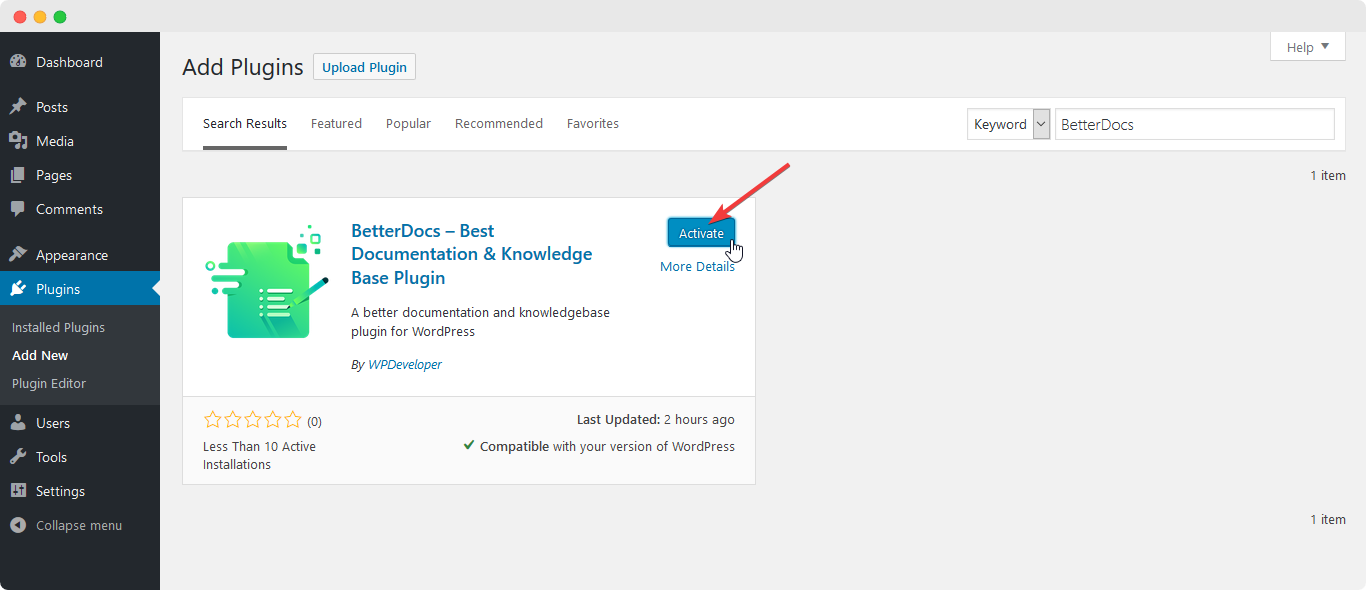 Help
Dashboard
Posts
Media
Pages
Comments
Appearance
Plugins
Installed Plugins
Add New
Plugin Editor
Users
Tools
Settings
Collapse menu
Add Plugins
Upload Plugin
Search Results Featured Popular Recommended Favorites Keyword BetterDocs
1 item
BetterDocs – Best
Documentation & Knowledge
Base Plugin
Activate
More Details
A better documentation and knowledgebase
plugin for WordPress
By WPDeveloper
(0)
Less Than 10 Active
Installations
Last Updated: 2 hours ago
Compatible with your version of WordPress
1 item